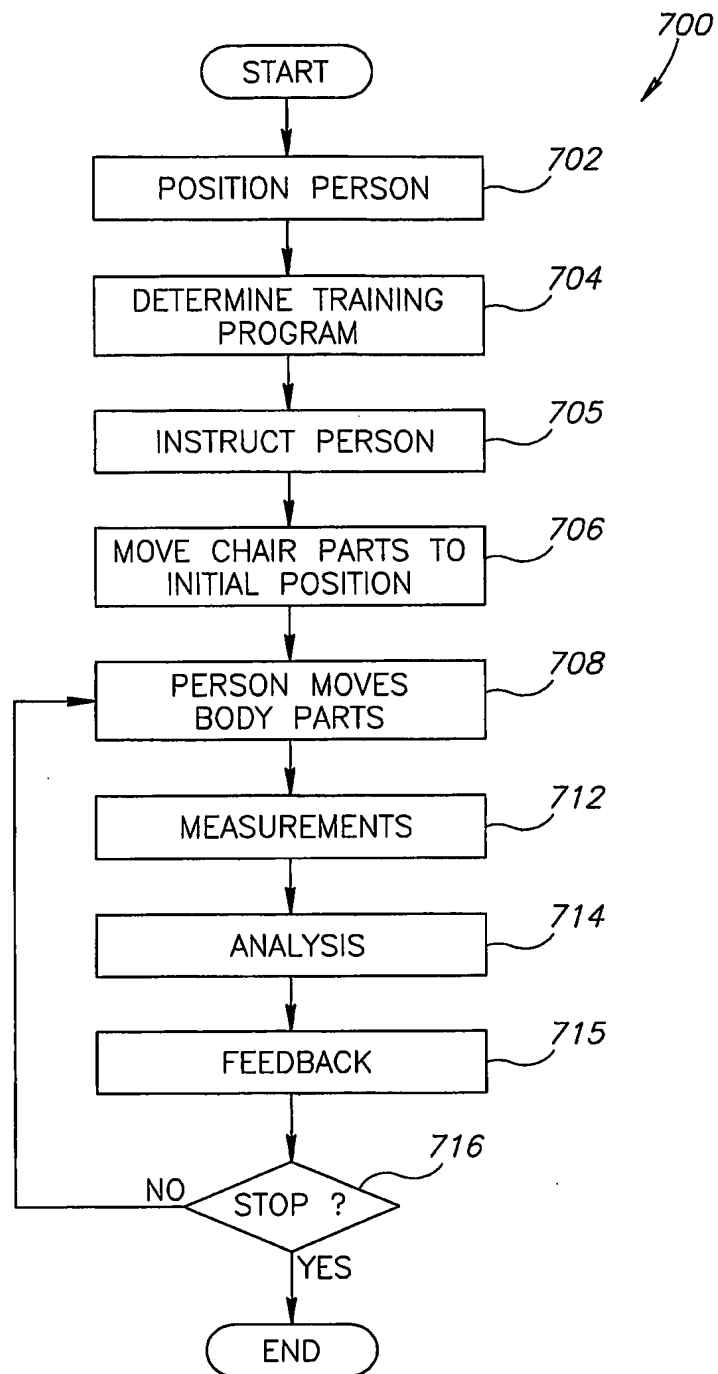 700
START
POSITION PERSON
702
DETERMINE TRAINING
PROGRAM
704
INSTRUCT PERSON
705
MOVE CHAIR PARTS TO
INITIAL POSITION
706
PERSON MOVES
BODY PARTS
708
MEASUREMENTS
712
ANALYSIS
714
FEEDBACK
715
STOP ?
716
NO
YES
END